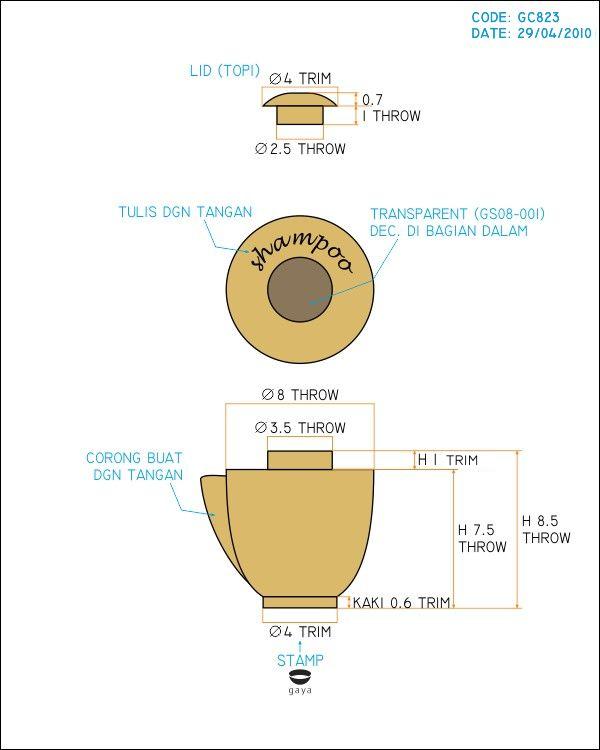 CODE: GC823
DATE: 29/04/2010
LID (TOPI)
Ø4 TRIM
0.7
1 THROW
Ø2.5 THROW
TULIS DGN TANGAN
TRANSPARENT (GS08-001)
DEC. DI BAGIAN DALAM
shampoo
Ø8 THROW
Ø3.5 THROW
CORONG BUAT
DGN TANGAN
H 1 TRIM
H 7.5
THROW
H 8.5
THROW
KAKI 0.6 TRIM
Ø4 TRIM
STAMP
gaya